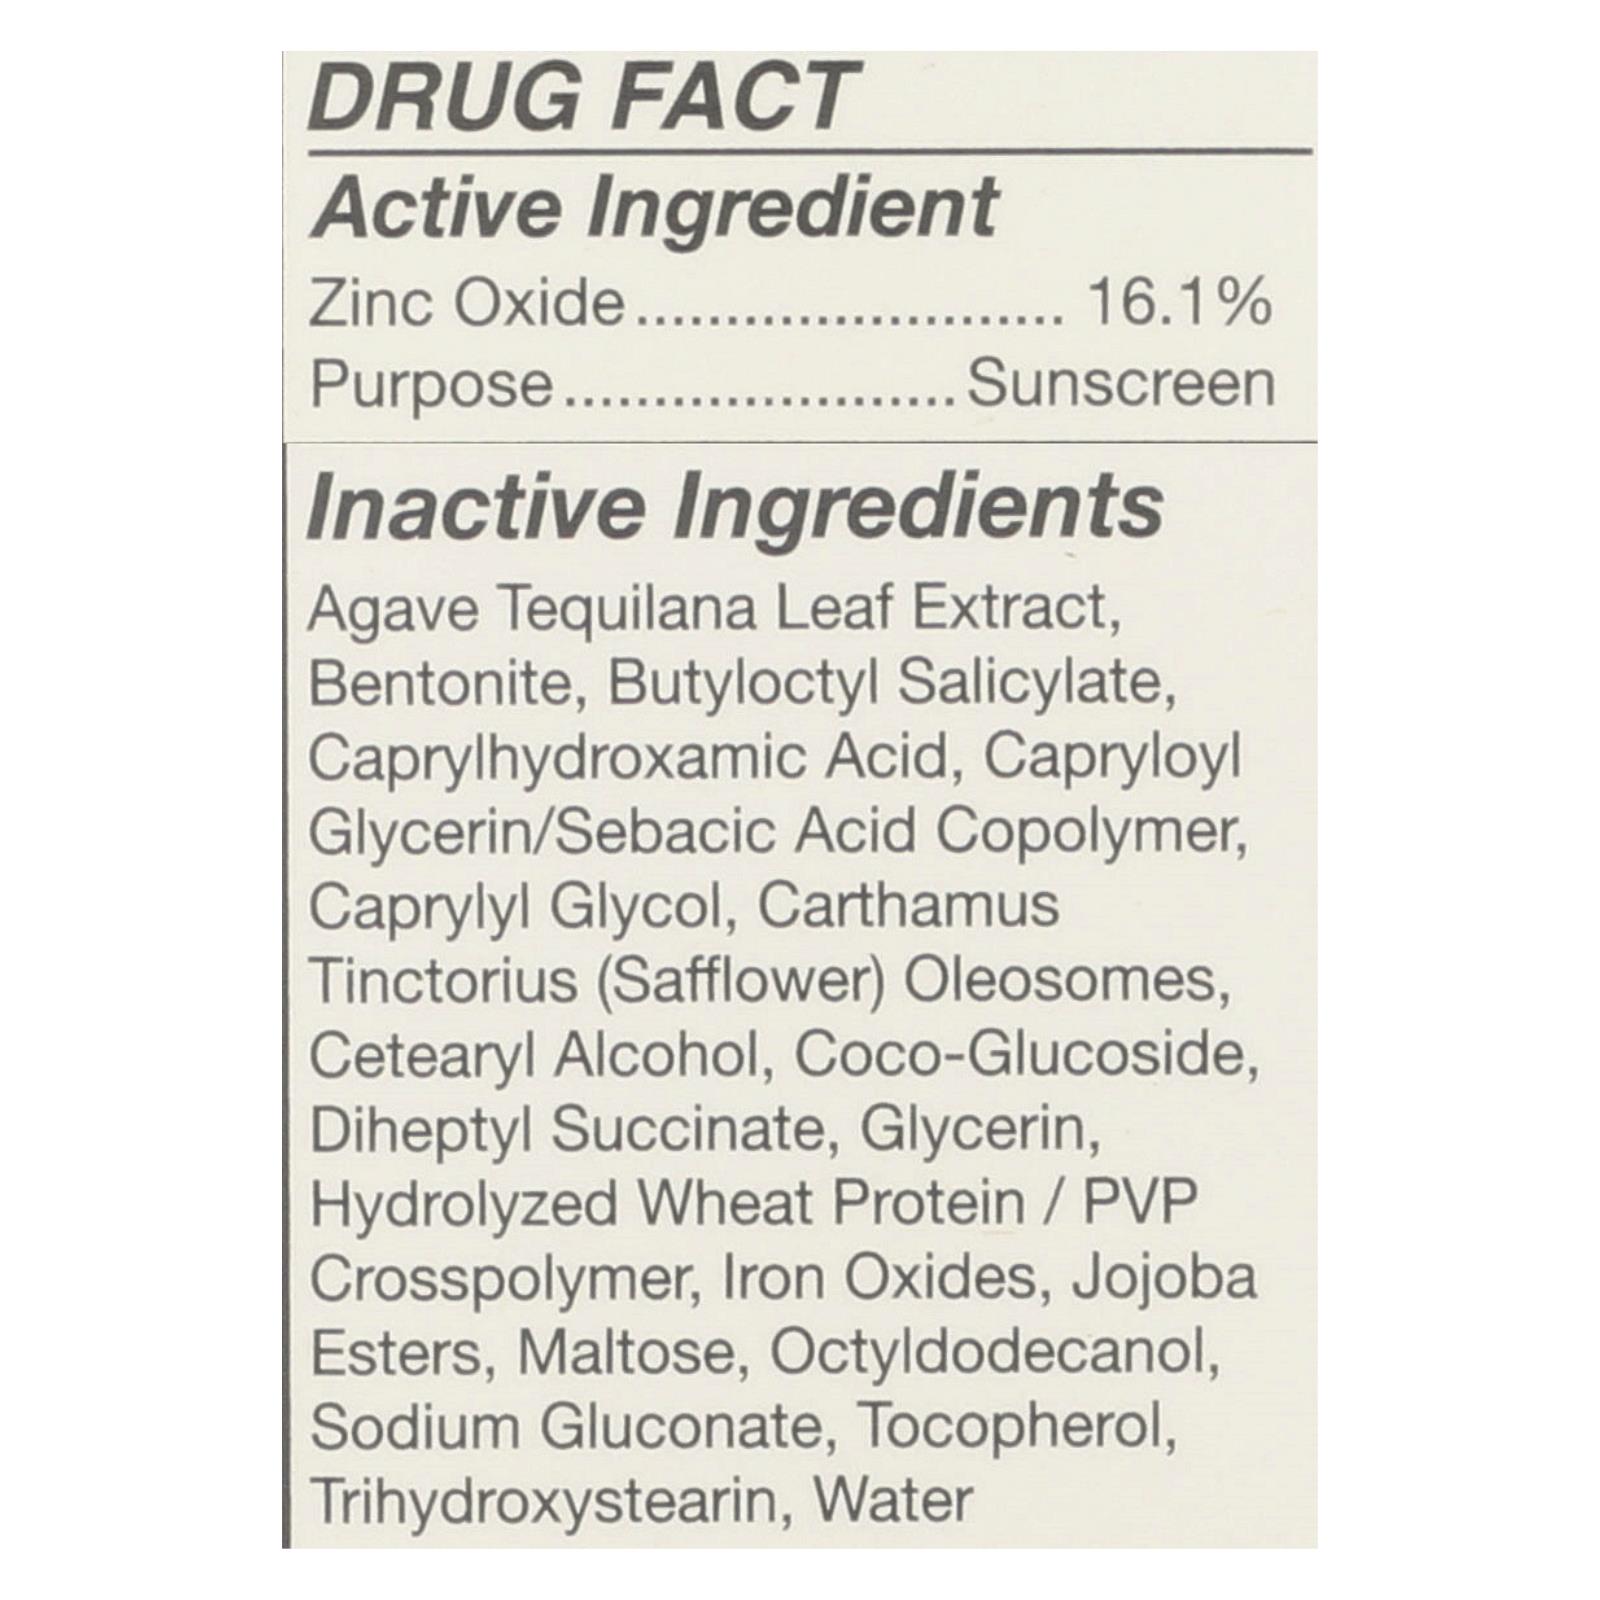 DRUG FACT
Active Ingredient
Zinc Oxide........................ 16.1%
Purpose......................Sunscreen
Inactive Ingredients
Agave Tequilana Leaf Extract,
Bentonite, Butyloctyl Salicylate,
Caprylhydroxamic Acid, Capryloyl
Glycerin/Sebacic Acid Copolymer,
Caprylyl Glycol, Carthamus
Tinctorius (Safflower) Oleosomes,
Cetearyl Alcohol, Coco-Glucoside,
Diheptyl Succinate, Glycerin,
Hydrolyzed Wheat Protein / PVP
Crosspolymer, Iron Oxides, Jojoba
Esters, Maltose, Octyldodecanol,
Sodium Gluconate, Tocopherol,
Trihydroxystearin, Water